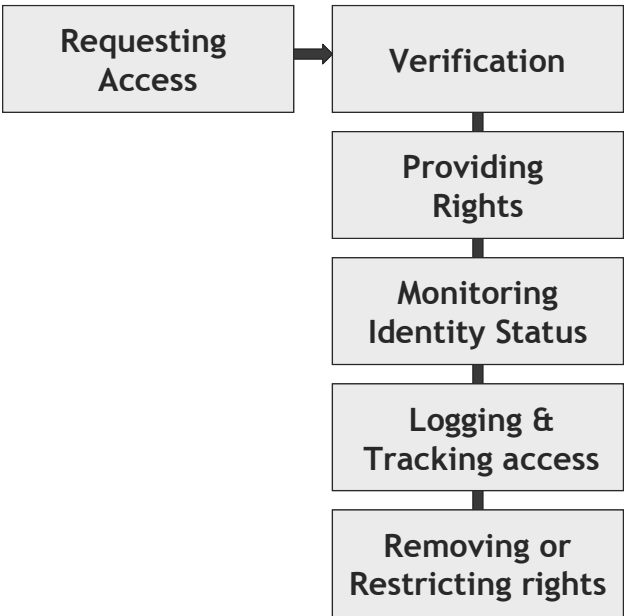 Requesting
Access
Verification
Providing
Rights
Monitoring
Identity Status
Logging &
Tracking access
Removing or
Restricting rights